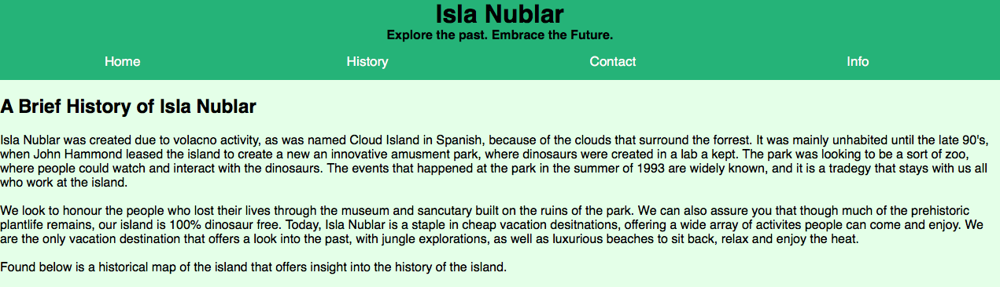 Isla Nublar
Explore the past. Embrace the Future.
Home History Contact Info
A Brief History of Isla Nublar
Isla Nublar was created due to volacno activity, as was named Cloud Island in Spanish, because of the clouds that surround the forrest. It was mainly unhabited until the late 90's,
when John Hammond leased the island to create a new an innovative amusment park, where dinosaurs were created in a lab a kept. The park was looking to be a sort of zoo,
where people could watch and interact with the dinosaurs. The events that happened at the park in the summer of 1993 are widely known, and it is a tradegy that stays with us all
who work at the island.
We look to honour the people who lost their lives through the museum and sancutary built on the ruins of the park. We can also assure you that though much of the prehistoric
plantlife remains, our island is 100% dinosaur free. Today, Isla Nublar is a staple in cheap vacation desitnations, offering a wide array of activites people can come and enjoy. We
are the only vacation destination that offers a look into the past, with jungle explorations, as well as luxurious beaches to sit back, relax and enjoy the heat.
Found below is a historical map of the island that offers insight into the history of the island.